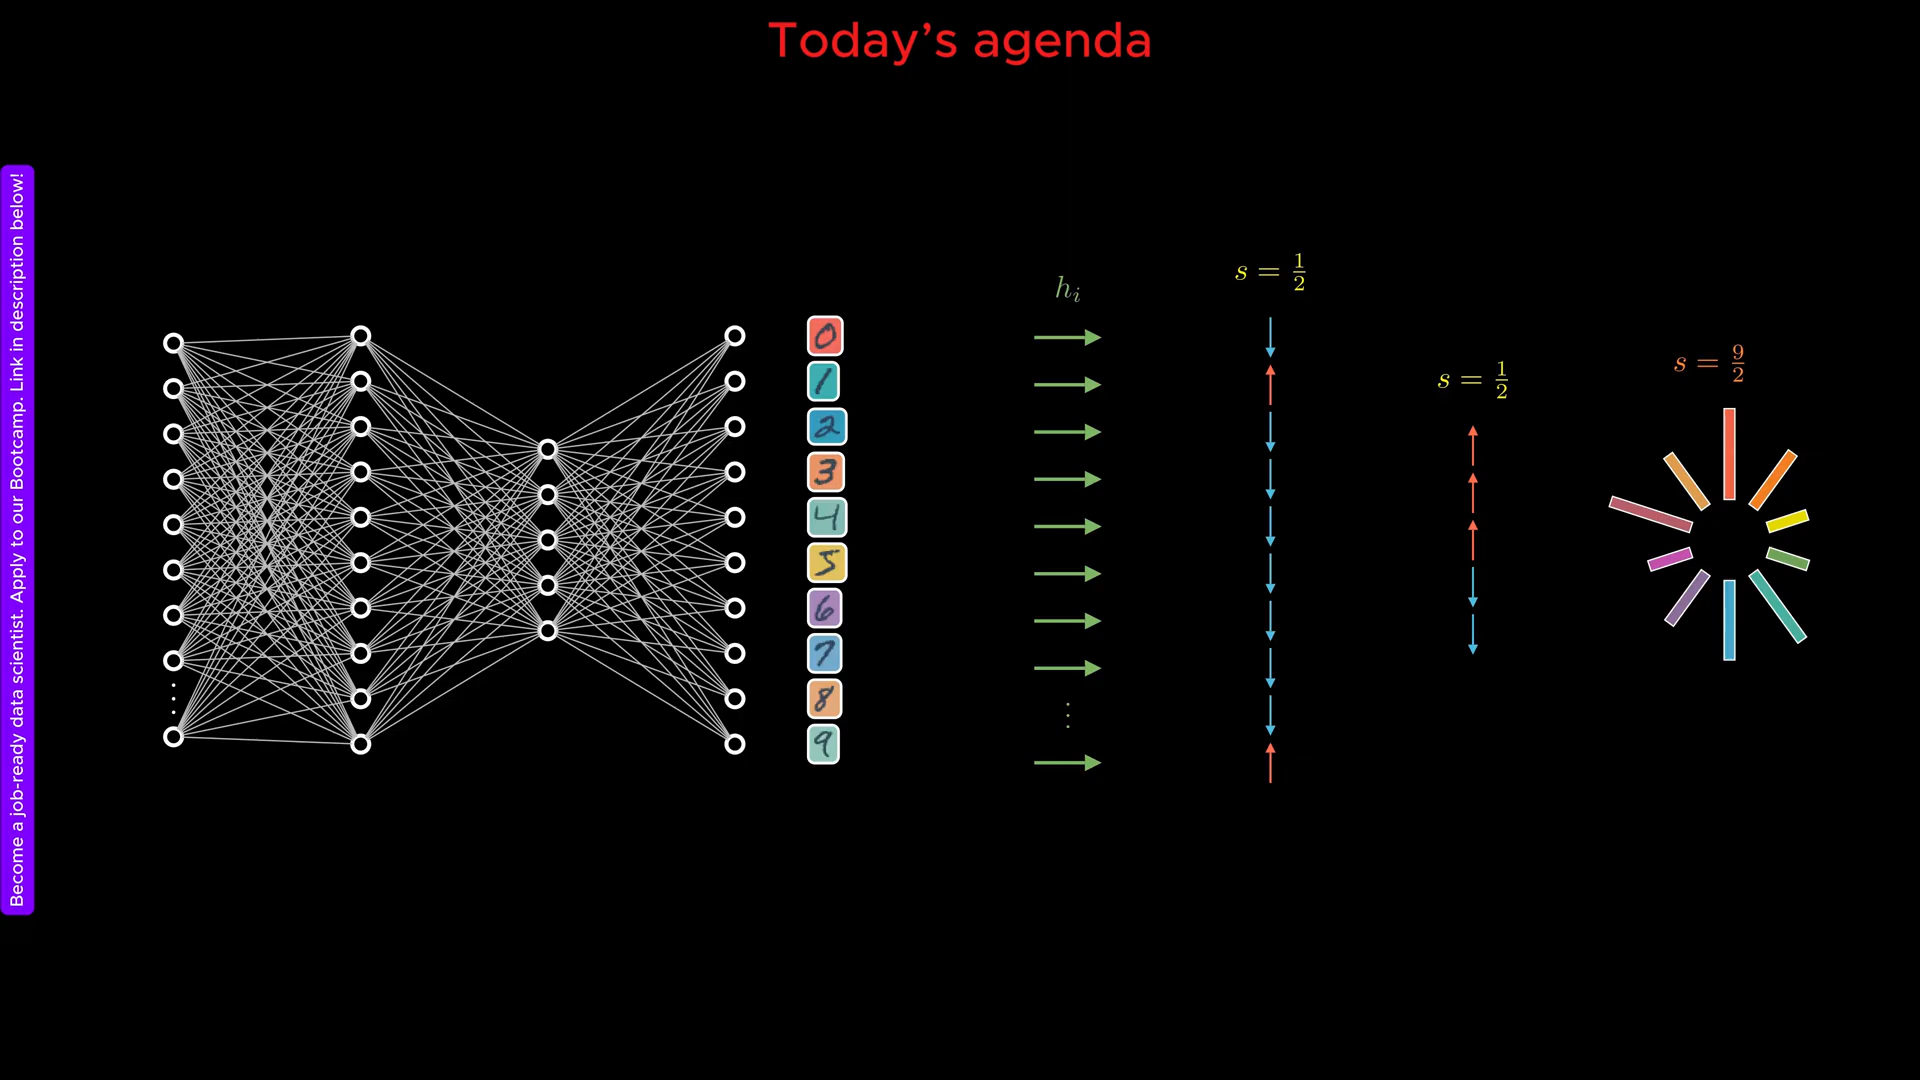 Today's agenda
Become a job-ready data scientist. Apply to our Bootcamp. Link in description below!
0
1
2
3
4
5
6
7
8
9
h_i
s = 1/2
s = 1/2
s = 9/2